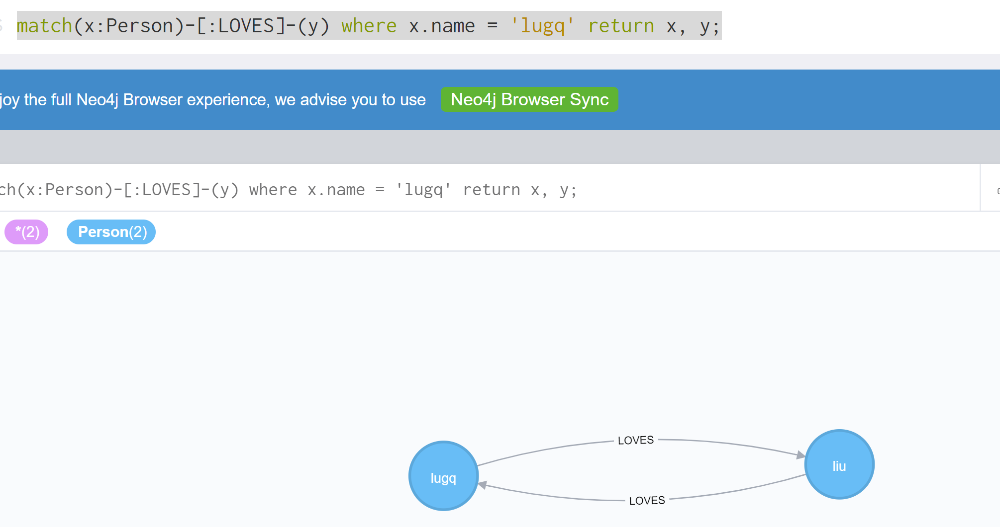 match(x:Person)-[:LOVES]-(y) where x.name = 'lugq' return x, y;
joy the full Neo4j Browser experience, we advise you to use Neo4j Browser Sync
ch(x:Person)-[:LOVES]-(y) where x.name = 'lugq' return x, y;
*(2) Person(2)
LOVES
lugq
liu
LOVES